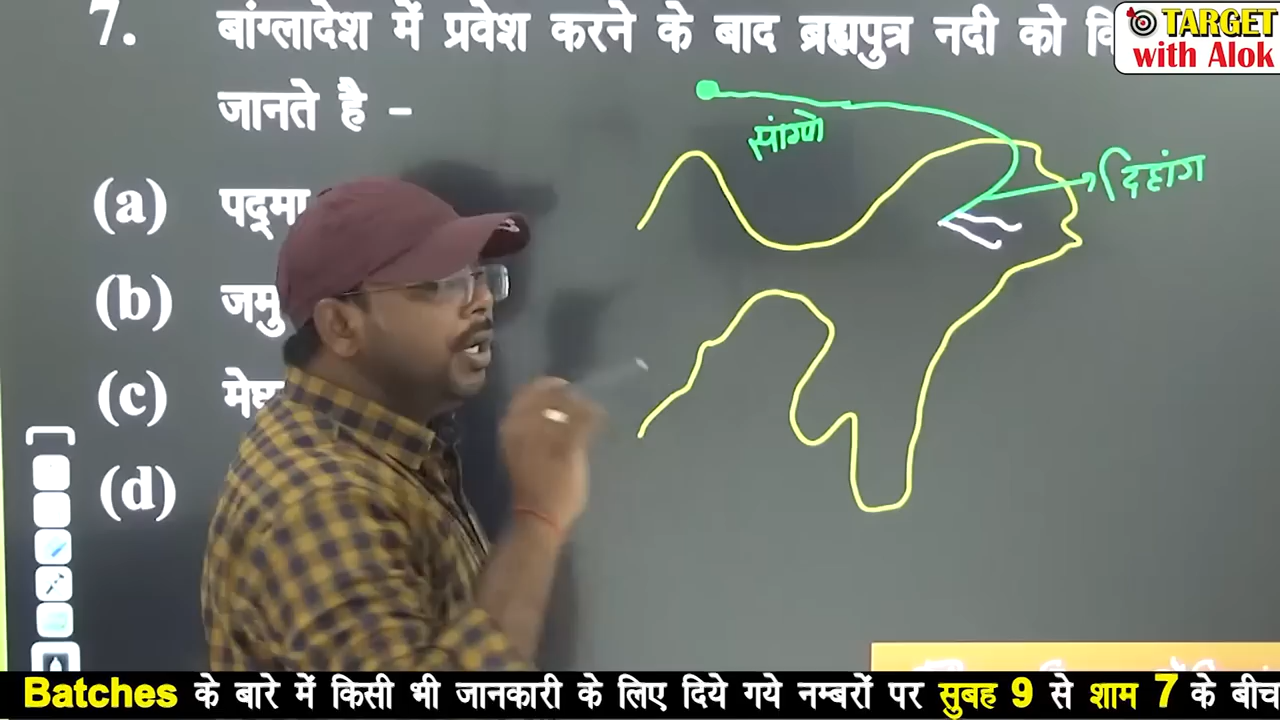 7. बांग्लादेश में प्रवेश करने के बाद ब्रह्मपुत्र नदी को
जानते है –
TARGET
with Alok
सांग्पो
दिहांग
(a) पद्मा
(b)
(c)
(d)
Batches के बारे में किसी भी जानकारी के लिए दिये गये नम्बरों पर सुबह 9 से शाम 7 के बीच